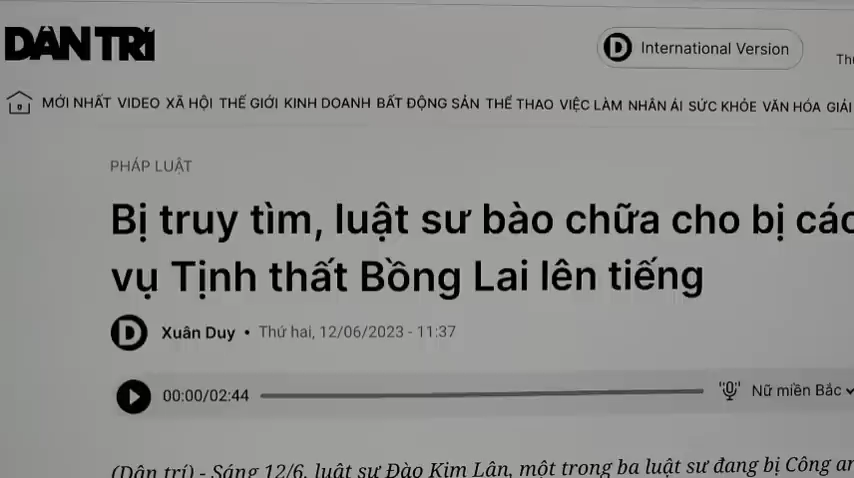 DÂN TRÍ
International Version
MỚI NHẤT VIDEO XÃ HỘI THẾ GIỚI KINH DOANH BẤT ĐỘNG SẢN THỂ THAO VIỆC LÀM NHÂN ÁI SỨC KHỎE VĂN HÓA GIẢI
PHÁP LUẬT
Bị truy tìm, luật sư bào chữa cho bị
vụ Tịnh thất Bồng Lai lên tiếng
Xuân Duy • Thứ hai, 12/06/2023 - 11:37
00:00/02:44
Nữ miền Bắc
(Dân trí) - Sáng 12/6, luật sư Đào Kim Lân, một trong ba luật sư đang bị Công an